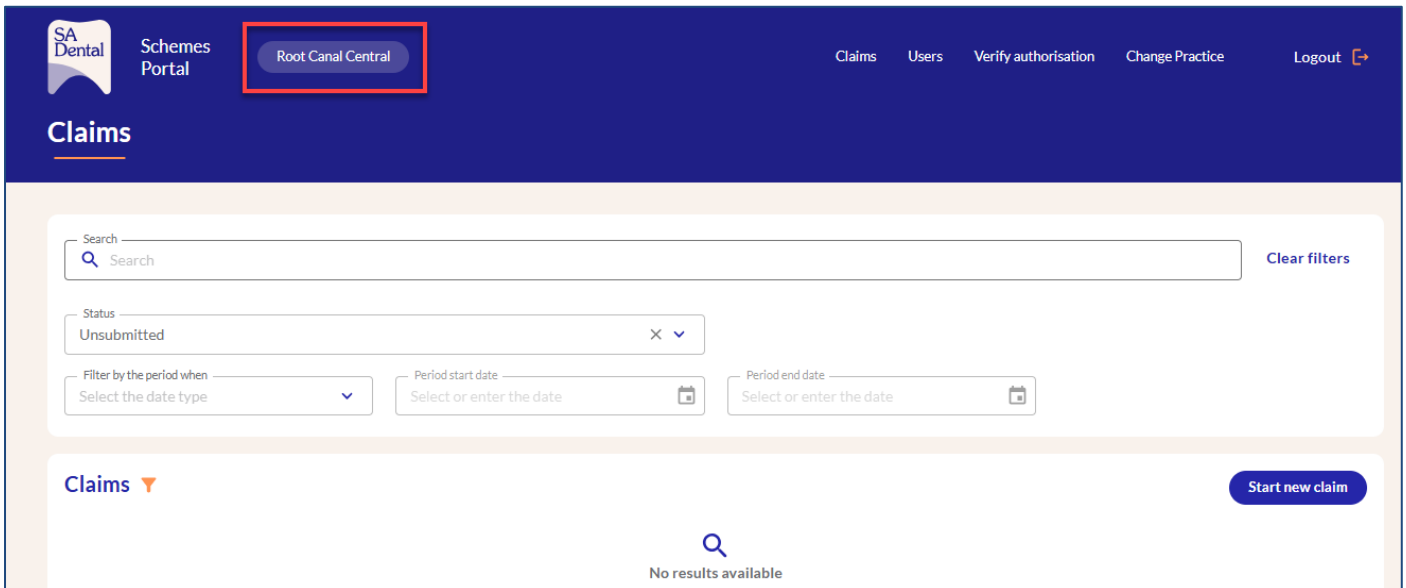 SA
Dental
Schemes
Portal
Root Canal Central
Claims
Users
Verify authorisation
Change Practice
Logout
Claims
Search
Search
Clear filters
Status
Unsubmitted
Filter by the period when
Select the date type
Period start date
Select or enter the date
Period end date
Select or enter the date
Claims
Start new claim
No results available